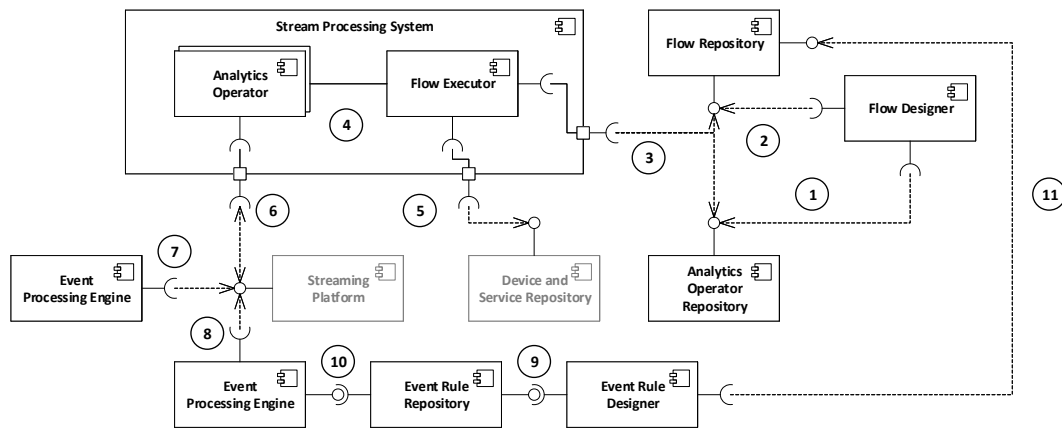 Stream Processing System
Analytics
Operator
Flow Executor
4
Flow Repository
Flow Designer
2
3
1
11
6
5
7
Event
Processing Engine
Streaming
Platform
Device and
Service Repository
Analytics
Operator
Repository
8
10
9
Event
Processing Engine
Event Rule
Repository
Event Rule
Designer